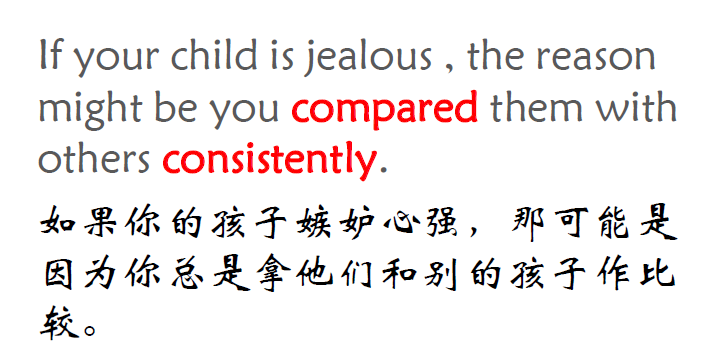 If your child is jealous , the reason
might be you compared them with
others consistently.
如果你的孩子嫉妒心强，那可能是
因为你总是拿他们和别的孩子作比
较。